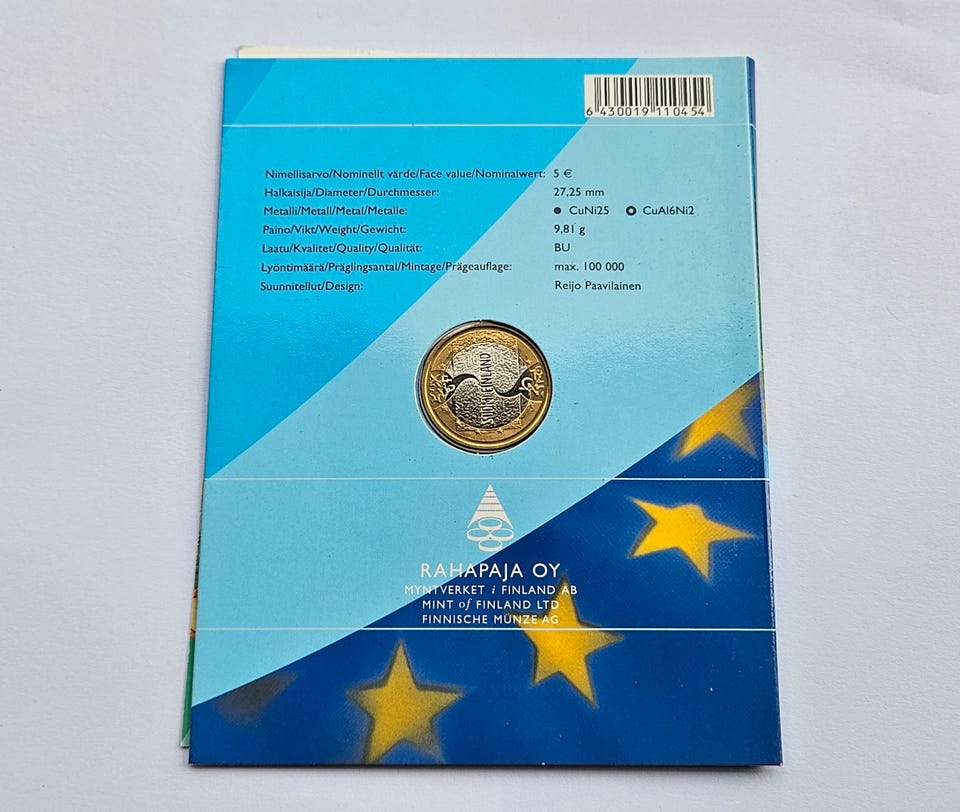 6 430019 110454
Nimellisarvo/Nominellt värde/Face value/Nominalwert: 5 €
Halkaisija/Diameter/Durchmesser: 27,25 mm
Metalli/Metall/Metal/Metalle: CuNi25 CuAl6Ni2
Paino/Vikt/Weight/Gewicht: 9,81 g
Laatu/Kvalitet/Quality/Qualität: BU
Lyöntimäärä/Präglingsantal/Mintage/Prägeauflage: max. 100 000
Suunnitellut/Design: Reijo Paavilainen
SUOMI FINLAND
RAHAPAJA OY
MYNTVERKET i FINLAND AB
MINT of FINLAND LTD
FINNISCHE MÜNZE AG